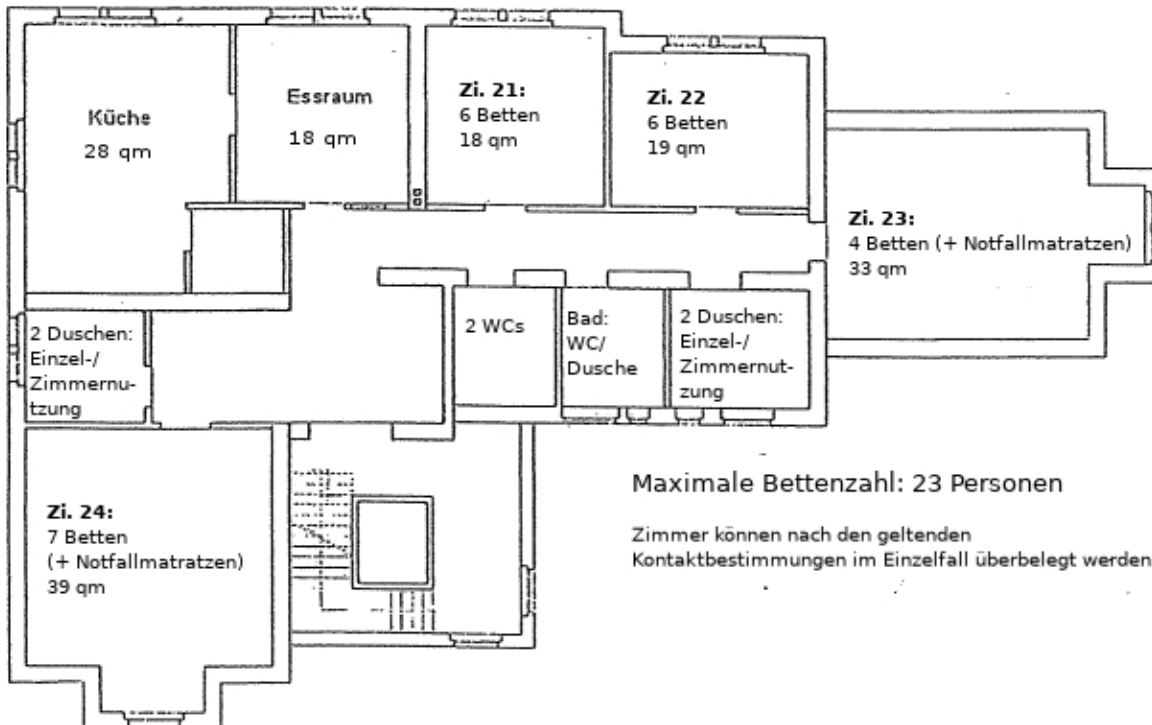 Küche
28 qm
Essraum
18 qm
Zi. 21:
6 Betten
18 qm
Zi. 22
6 Betten
19 qm
Zi. 23:
4 Betten (+ Notfallmatratzen)
33 qm
2 Duschen:
Einzel-/
Zimmernu-
tzung
2 WCs
Bad:
WC/
Dusche
2 Duschen:
Einzel-/
Zimmernut-
zung
Zi. 24:
7 Betten
(+ Notfallmatratzen)
39 qm
Maximale Bettenzahl: 23 Personen
Zimmer können nach den geltenden
Kontaktbestimmungen im Einzelfall überbelegt werden